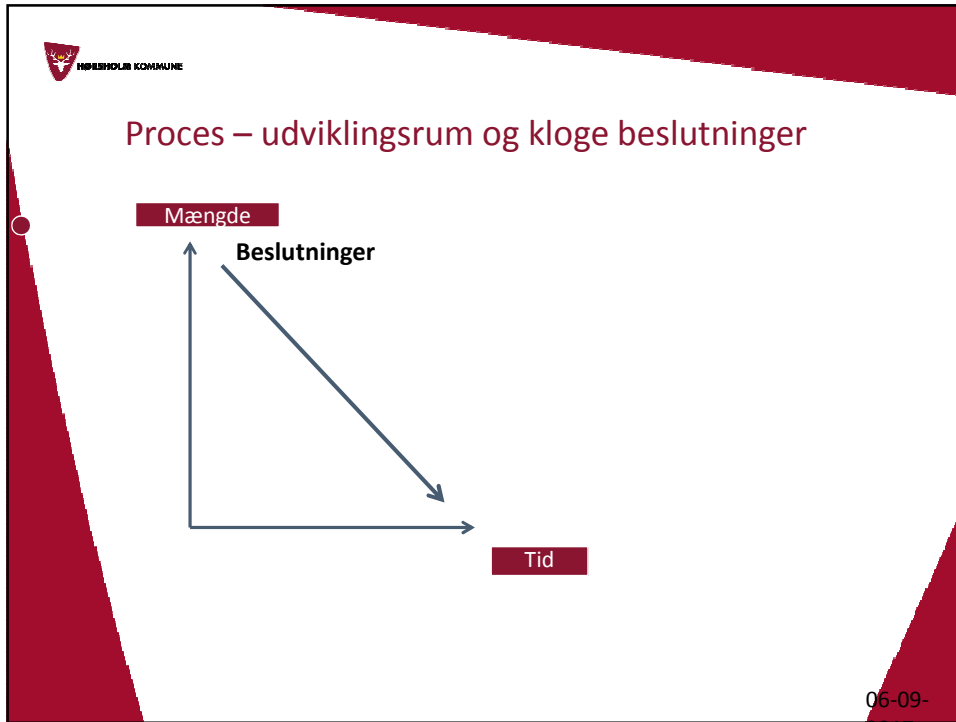 HØRSHOLM KOMMUNE
Proces – udviklingsrum og kloge beslutninger
Mængde
Beslutninger
Tid
06-09-